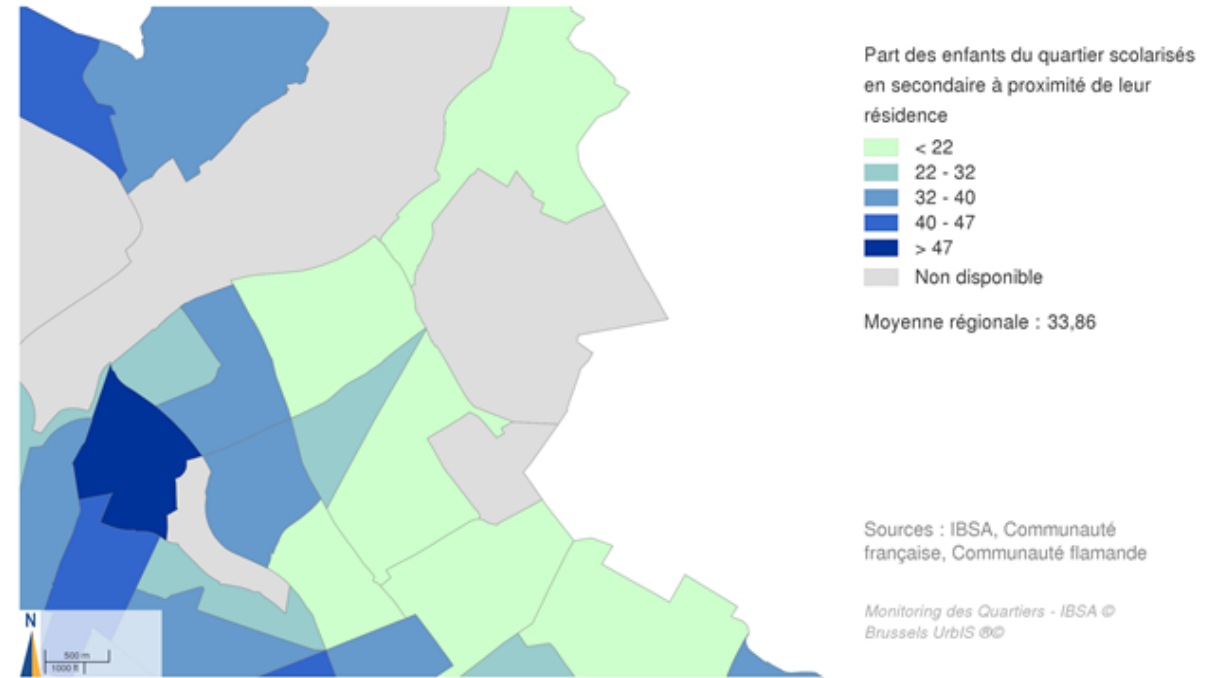 Part des enfants du quartier scolarisés
en secondaire à proximité de leur
résidence
< 22
22 - 32
32 - 40
40 - 47
> 47
Non disponible
Moyenne régionale : 33,86
Sources : IBSA, Communauté
française, Communauté flamande
Monitoring des Quartiers - IBSA ©
Brussels UrbIS ®©
N
500 m
1000 ft